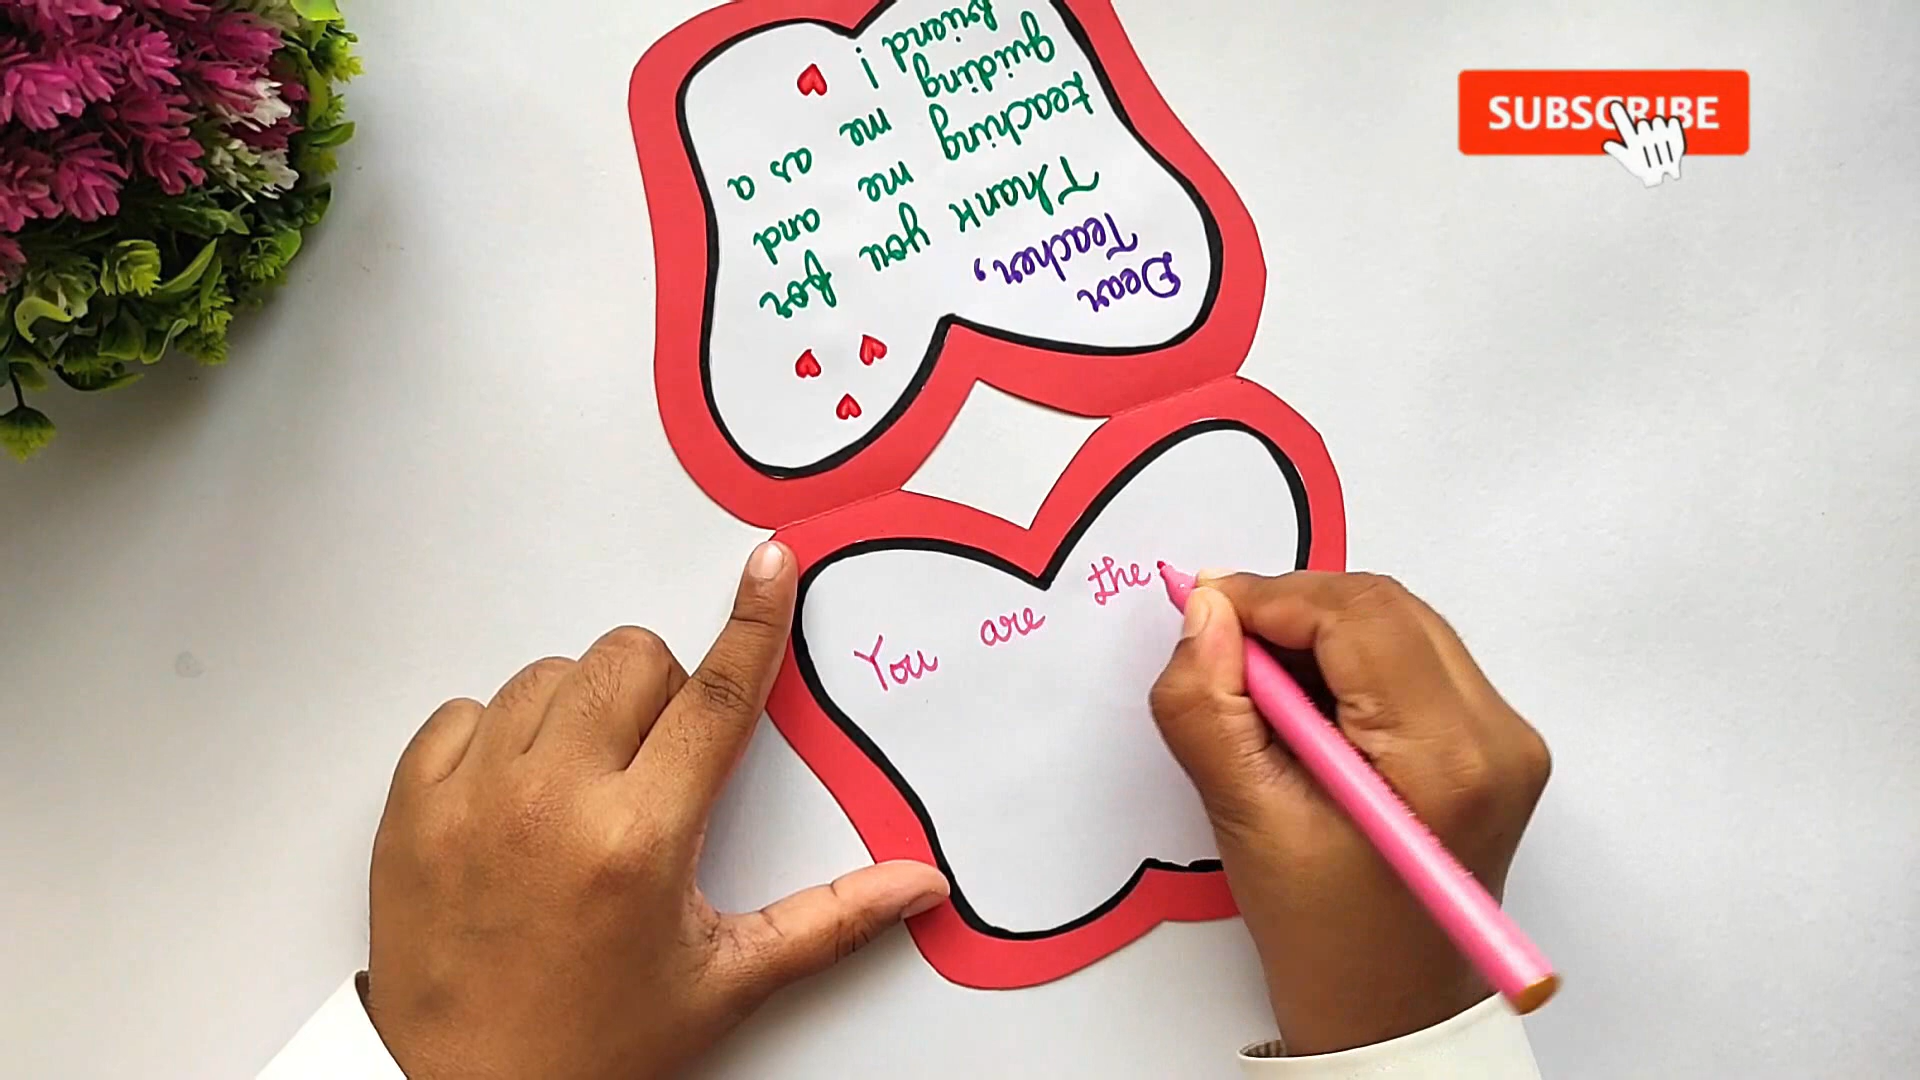 SUBSCRIBE
Dear
Teacher,
Thank you for
teaching me and
guiding me as a
friend !
You are the